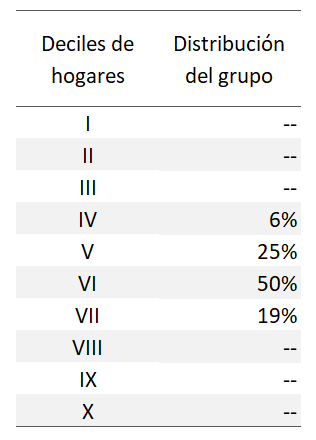 Deciles de hogares Distribución del grupo
I --
II --
III --
IV 6%
V 25%
VI 50%
VII 19%
VIII --
IX --
X --